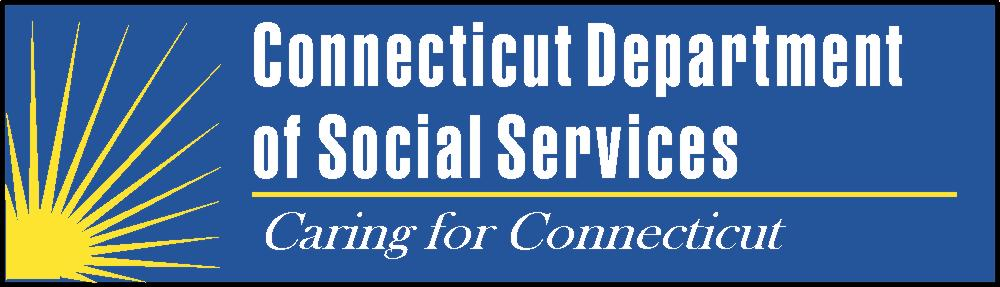 Connecticut Department
of Social Services
Caring for Connecticut